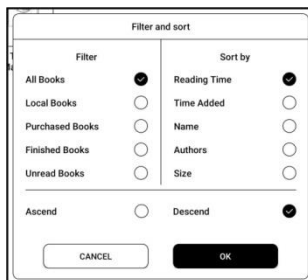 Filter and sort
Filter
All Books
Local Books
Purchased Books
Finished Books
Unread Books
Sort by
Reading Time
Time Added
Name
Authors
Size
Ascend
Descend
CANCEL
OK